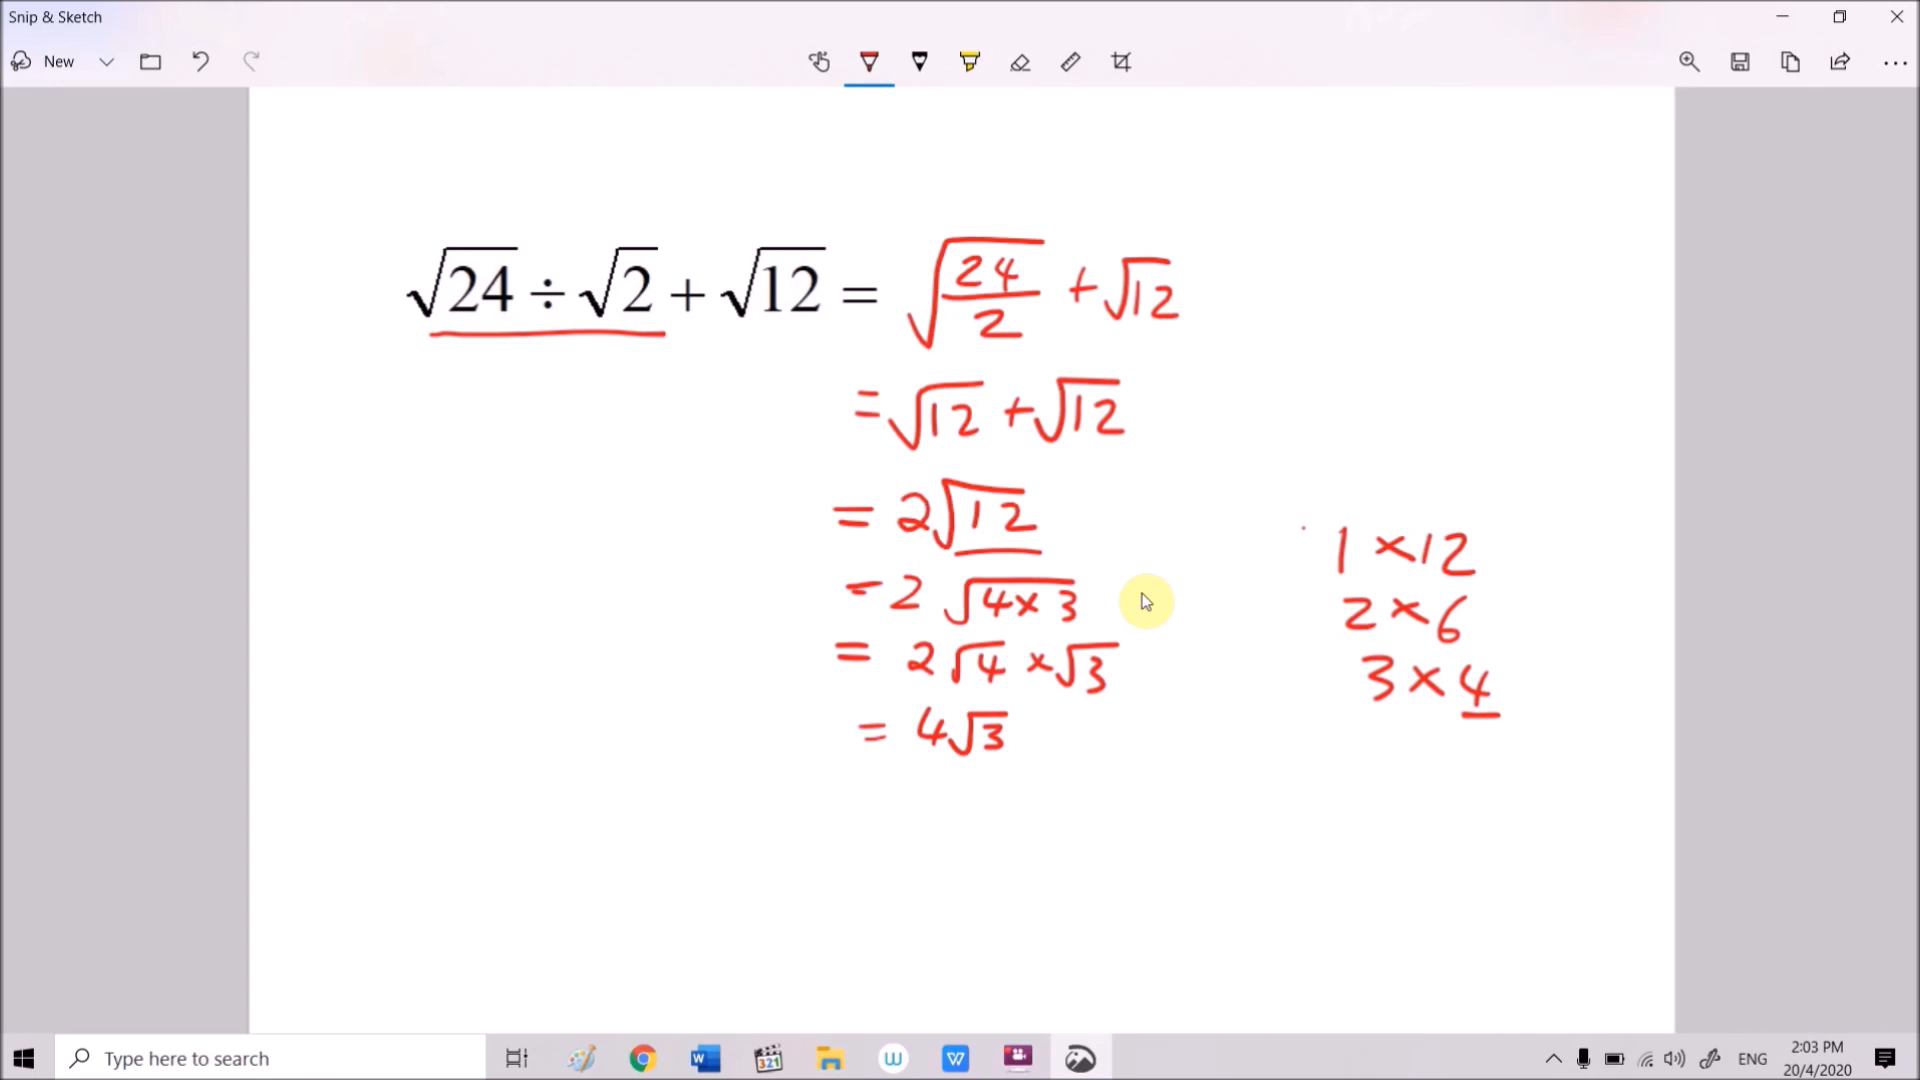 Snip & Sketch
New
√24 ÷ √2 + √12 = √(24/2) + √12
= √12 + √12
= 2√12
= 2 √4×3
= 2 √4 × √3
= 4√3
1 × 12
2 × 6
3 × 4
Type here to search
321
ENG
2:03 PM
20/4/2020